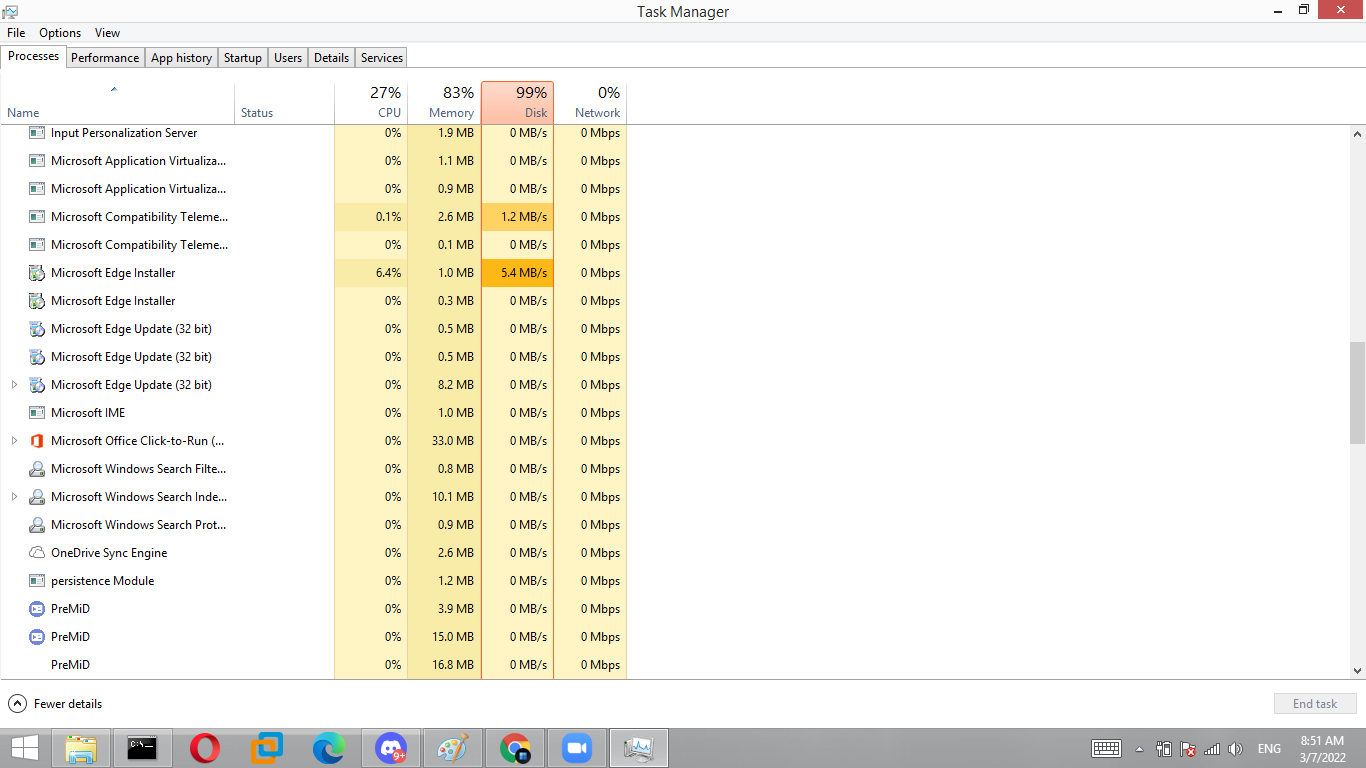 Task Manager
File Options View
Processes Performance App history Startup Users Details Services
27% 83% 99% 0%
Name Status CPU Memory Disk Network
Input Personalization Server 0% 1.9 MB 0 MB/s 0 Mbps
Microsoft Application Virtualiza... 0% 1.1 MB 0 MB/s 0 Mbps
Microsoft Application Virtualiza... 0% 0.9 MB 0 MB/s 0 Mbps
Microsoft Compatibility Teleme... 0.1% 2.6 MB 1.2 MB/s 0 Mbps
Microsoft Compatibility Teleme... 0% 0.1 MB 0 MB/s 0 Mbps
Microsoft Edge Installer 6.4% 1.0 MB 5.4 MB/s 0 Mbps
Microsoft Edge Installer 0% 0.3 MB 0 MB/s 0 Mbps
Microsoft Edge Update (32 bit) 0% 0.5 MB 0 MB/s 0 Mbps
Microsoft Edge Update (32 bit) 0% 0.5 MB 0 MB/s 0 Mbps
Microsoft Edge Update (32 bit) 0% 8.2 MB 0 MB/s 0 Mbps
Microsoft IME 0% 1.0 MB 0 MB/s 0 Mbps
Microsoft Office Click-to-Run (... 0% 33.0 MB 0 MB/s 0 Mbps
Microsoft Windows Search Filte... 0% 0.8 MB 0 MB/s 0 Mbps
Microsoft Windows Search Inde... 0% 10.1 MB 0 MB/s 0 Mbps
Microsoft Windows Search Prot... 0% 0.9 MB 0 MB/s 0 Mbps
OneDrive Sync Engine 0% 2.6 MB 0 MB/s 0 Mbps
persistence Module 0% 1.2 MB 0 MB/s 0 Mbps
PreMiD 0% 3.9 MB 0 MB/s 0 Mbps
PreMiD 0% 15.0 MB 0 MB/s 0 Mbps
PreMiD 0% 16.8 MB 0 MB/s 0 Mbps
Fewer details End task
C:\_ 9+ ENG 8:51 AM
3/7/2022